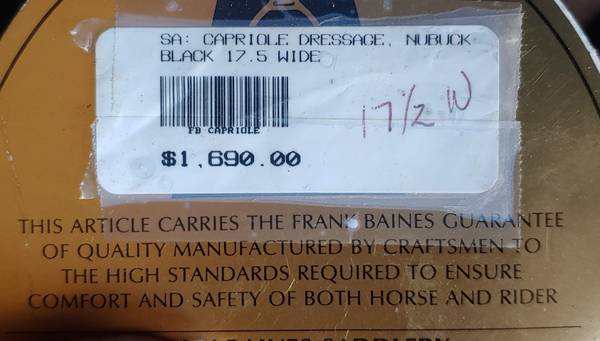 SA: CAPRIOLE DRESSAGE, NUBUCK
BLACK 17.5 WIDE
17 1/2 W
FB CAPRIOLE
$1,690.00
THIS ARTICLE CARRIES THE FRANK BAINES GUARANTEE
OF QUALITY MANUFACTURED BY CRAFTSMEN TO
THE HiGH STANDARDS REQUIRED TO ENSURE
COMFORT AND SAFETY OF BOTH HORSE AND RIDER